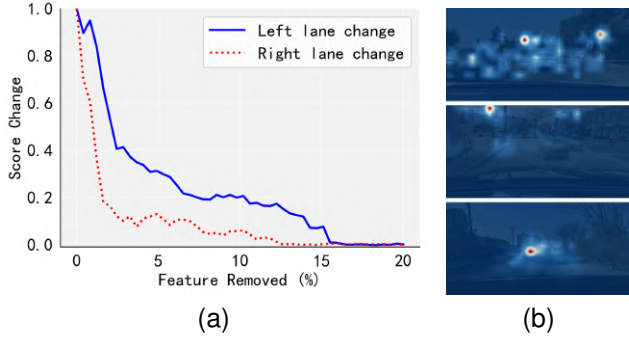 1.0
0.8
0.6
0.4
0.2
0.0
Score Change
Left lane change
Right lane change
0 5 10 15 20
Feature Removed (%)
(a) (b)